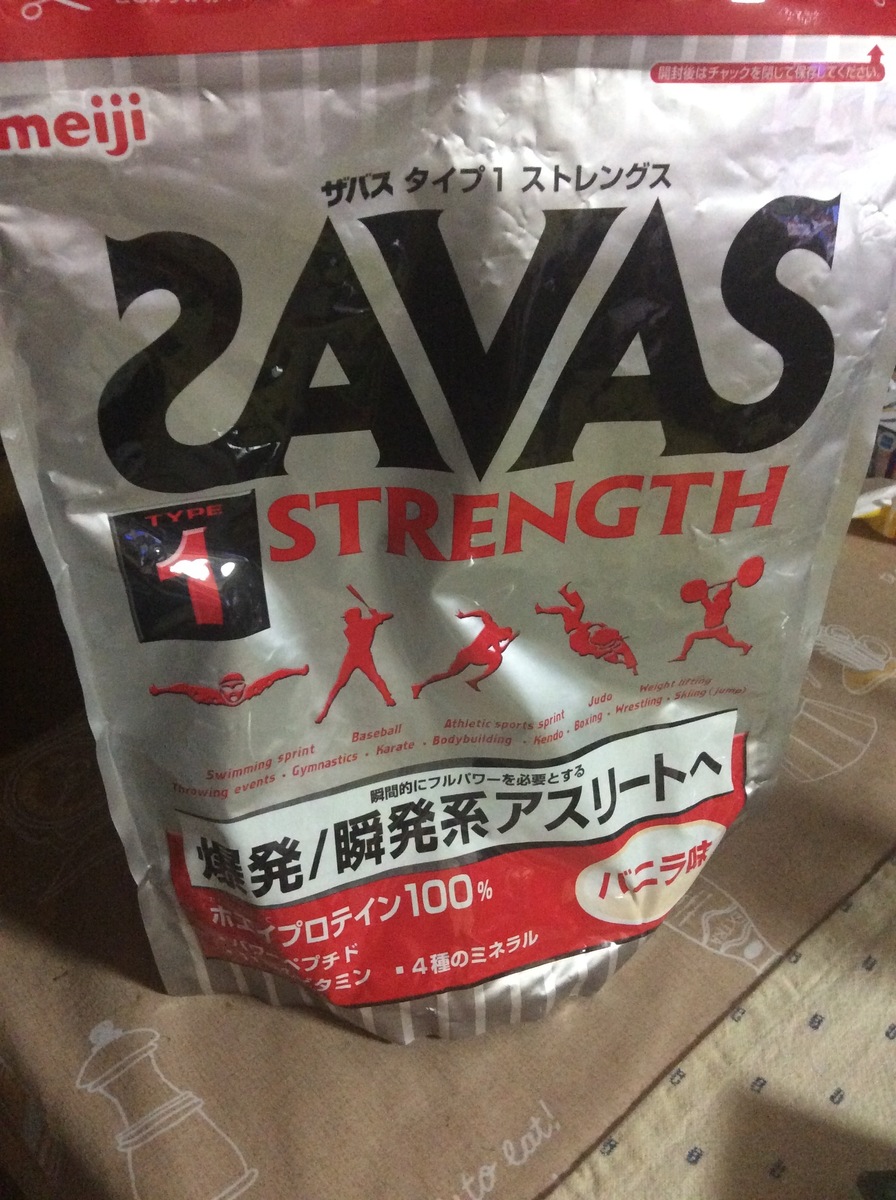 開封後はチャックを閉じて保存してください。
meiji
ザバス タイプ1 ストレングス
SAVAS
TYPE
1
STRENGTH
Swimming sprint Baseball Athletic sports sprint Judo Weight lifting
Throwing events・Gymnastics・Karate・Bodybuilding・Kendo・Boxing・Wrestling・Skiing(jump)
瞬間的にフルパワーを必要とする
爆発/瞬発系アスリートへ
ホエイプロテイン100%
バニラ味
ペプチド
タミン ▪4種のミネラル
to eat!